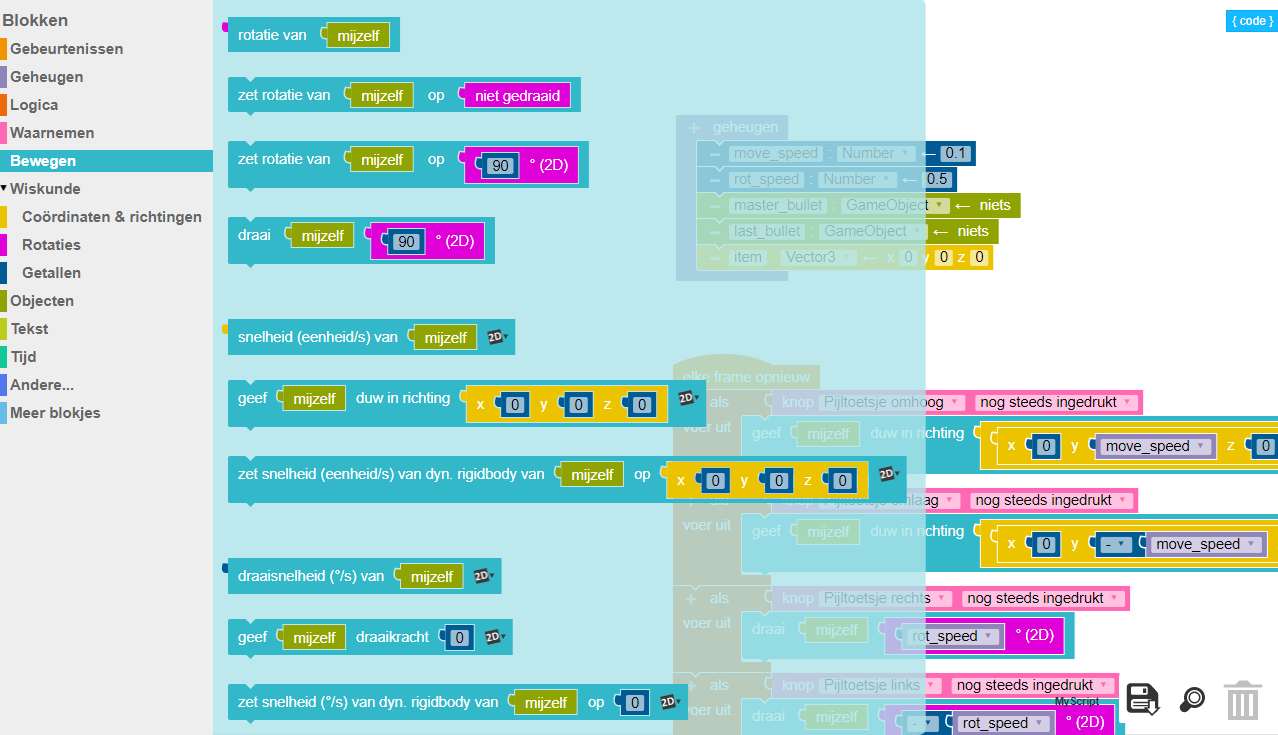 Blokken
Gebeurtenissen
Geheugen
Logica
Waarnemen
Bewegen
Wiskunde
Coördinaten & richtingen
Rotaties
Getallen
Objecten
Tekst
Tijd
Andere...
Meer blokjes
rotatie van mijzelf
zet rotatie van mijzelf op niet gedraaid
zet rotatie van mijzelf op 90 ° (2D)
draai mijzelf 90 ° (2D)
snelheid (eenheid/s) van mijzelf 2D
geef mijzelf duw in richting x 0 y 0 z 0 2D
zet snelheid (eenheid/s) van dyn. rigidbody van mijzelf op x 0 y 0 z 0 2D
draaisnelheid (°/s) van mijzelf 2D
geef mijzelf draaikracht 0 2D
zet snelheid (°/s) van dyn. rigidbody van mijzelf op 0 2D
{ code }
+ geheugen
– move_speed : Number ← 0.1
– rot_speed : Number ← 0.5
– master_bullet : GameObject ← niets
– last_bullet : GameObject ← niets
– item : Vector3 ← x 0 y 0 z 0
elke frame opnieuw
als knop Pijltoetsje omhoog nog steeds ingedrukt
voer uit geef mijzelf duw in richting x 0 y move_speed z 0
+ als knop Pijltoetsje omlaag nog steeds ingedrukt
voer uit geef mijzelf duw in richting x 0 y - move_speed
+ als knop Pijltoetsje rechts nog steeds ingedrukt
voer uit draai mijzelf rot_speed ° (2D)
+ als knop Pijltoetsje links nog steeds ingedrukt
voer uit draai mijzelf - rot_speed ° (2D)
MyScript